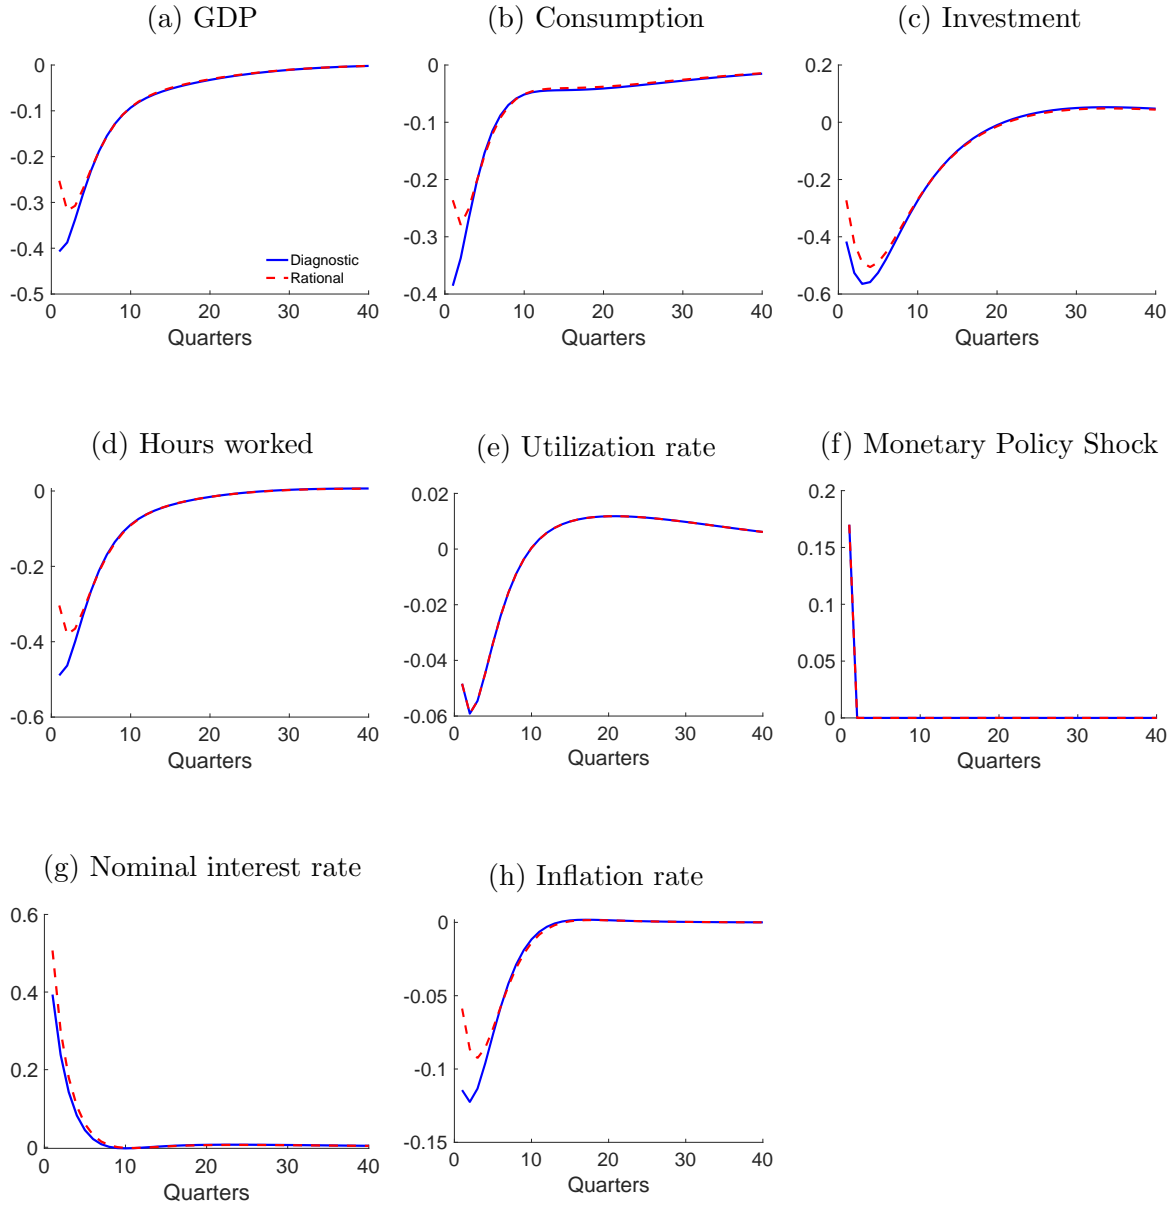 (a) GDP
0
-0.1
-0.2
-0.3
-0.4
-0.5
0 10 20 30 40
Quarters
Diagnostic
Rational
(b) Consumption
0
-0.1
-0.2
-0.3
-0.4
0 10 20 30 40
Quarters
(c) Investment
0.2
0
-0.2
-0.4
-0.6
0 10 20 30 40
Quarters
(d) Hours worked
0
-0.2
-0.4
-0.6
0 10 20 30 40
Quarters
(e) Utilization rate
0.02
0
-0.02
-0.04
-0.06
0 10 20 30 40
Quarters
(f) Monetary Policy Shock
0.2
0.15
0.1
0.05
0
0 10 20 30 40
Quarters
(g) Nominal interest rate
0.6
0.4
0.2
0
0 10 20 30 40
Quarters
(h) Inflation rate
0
-0.05
-0.1
-0.15
0 10 20 30 40
Quarters